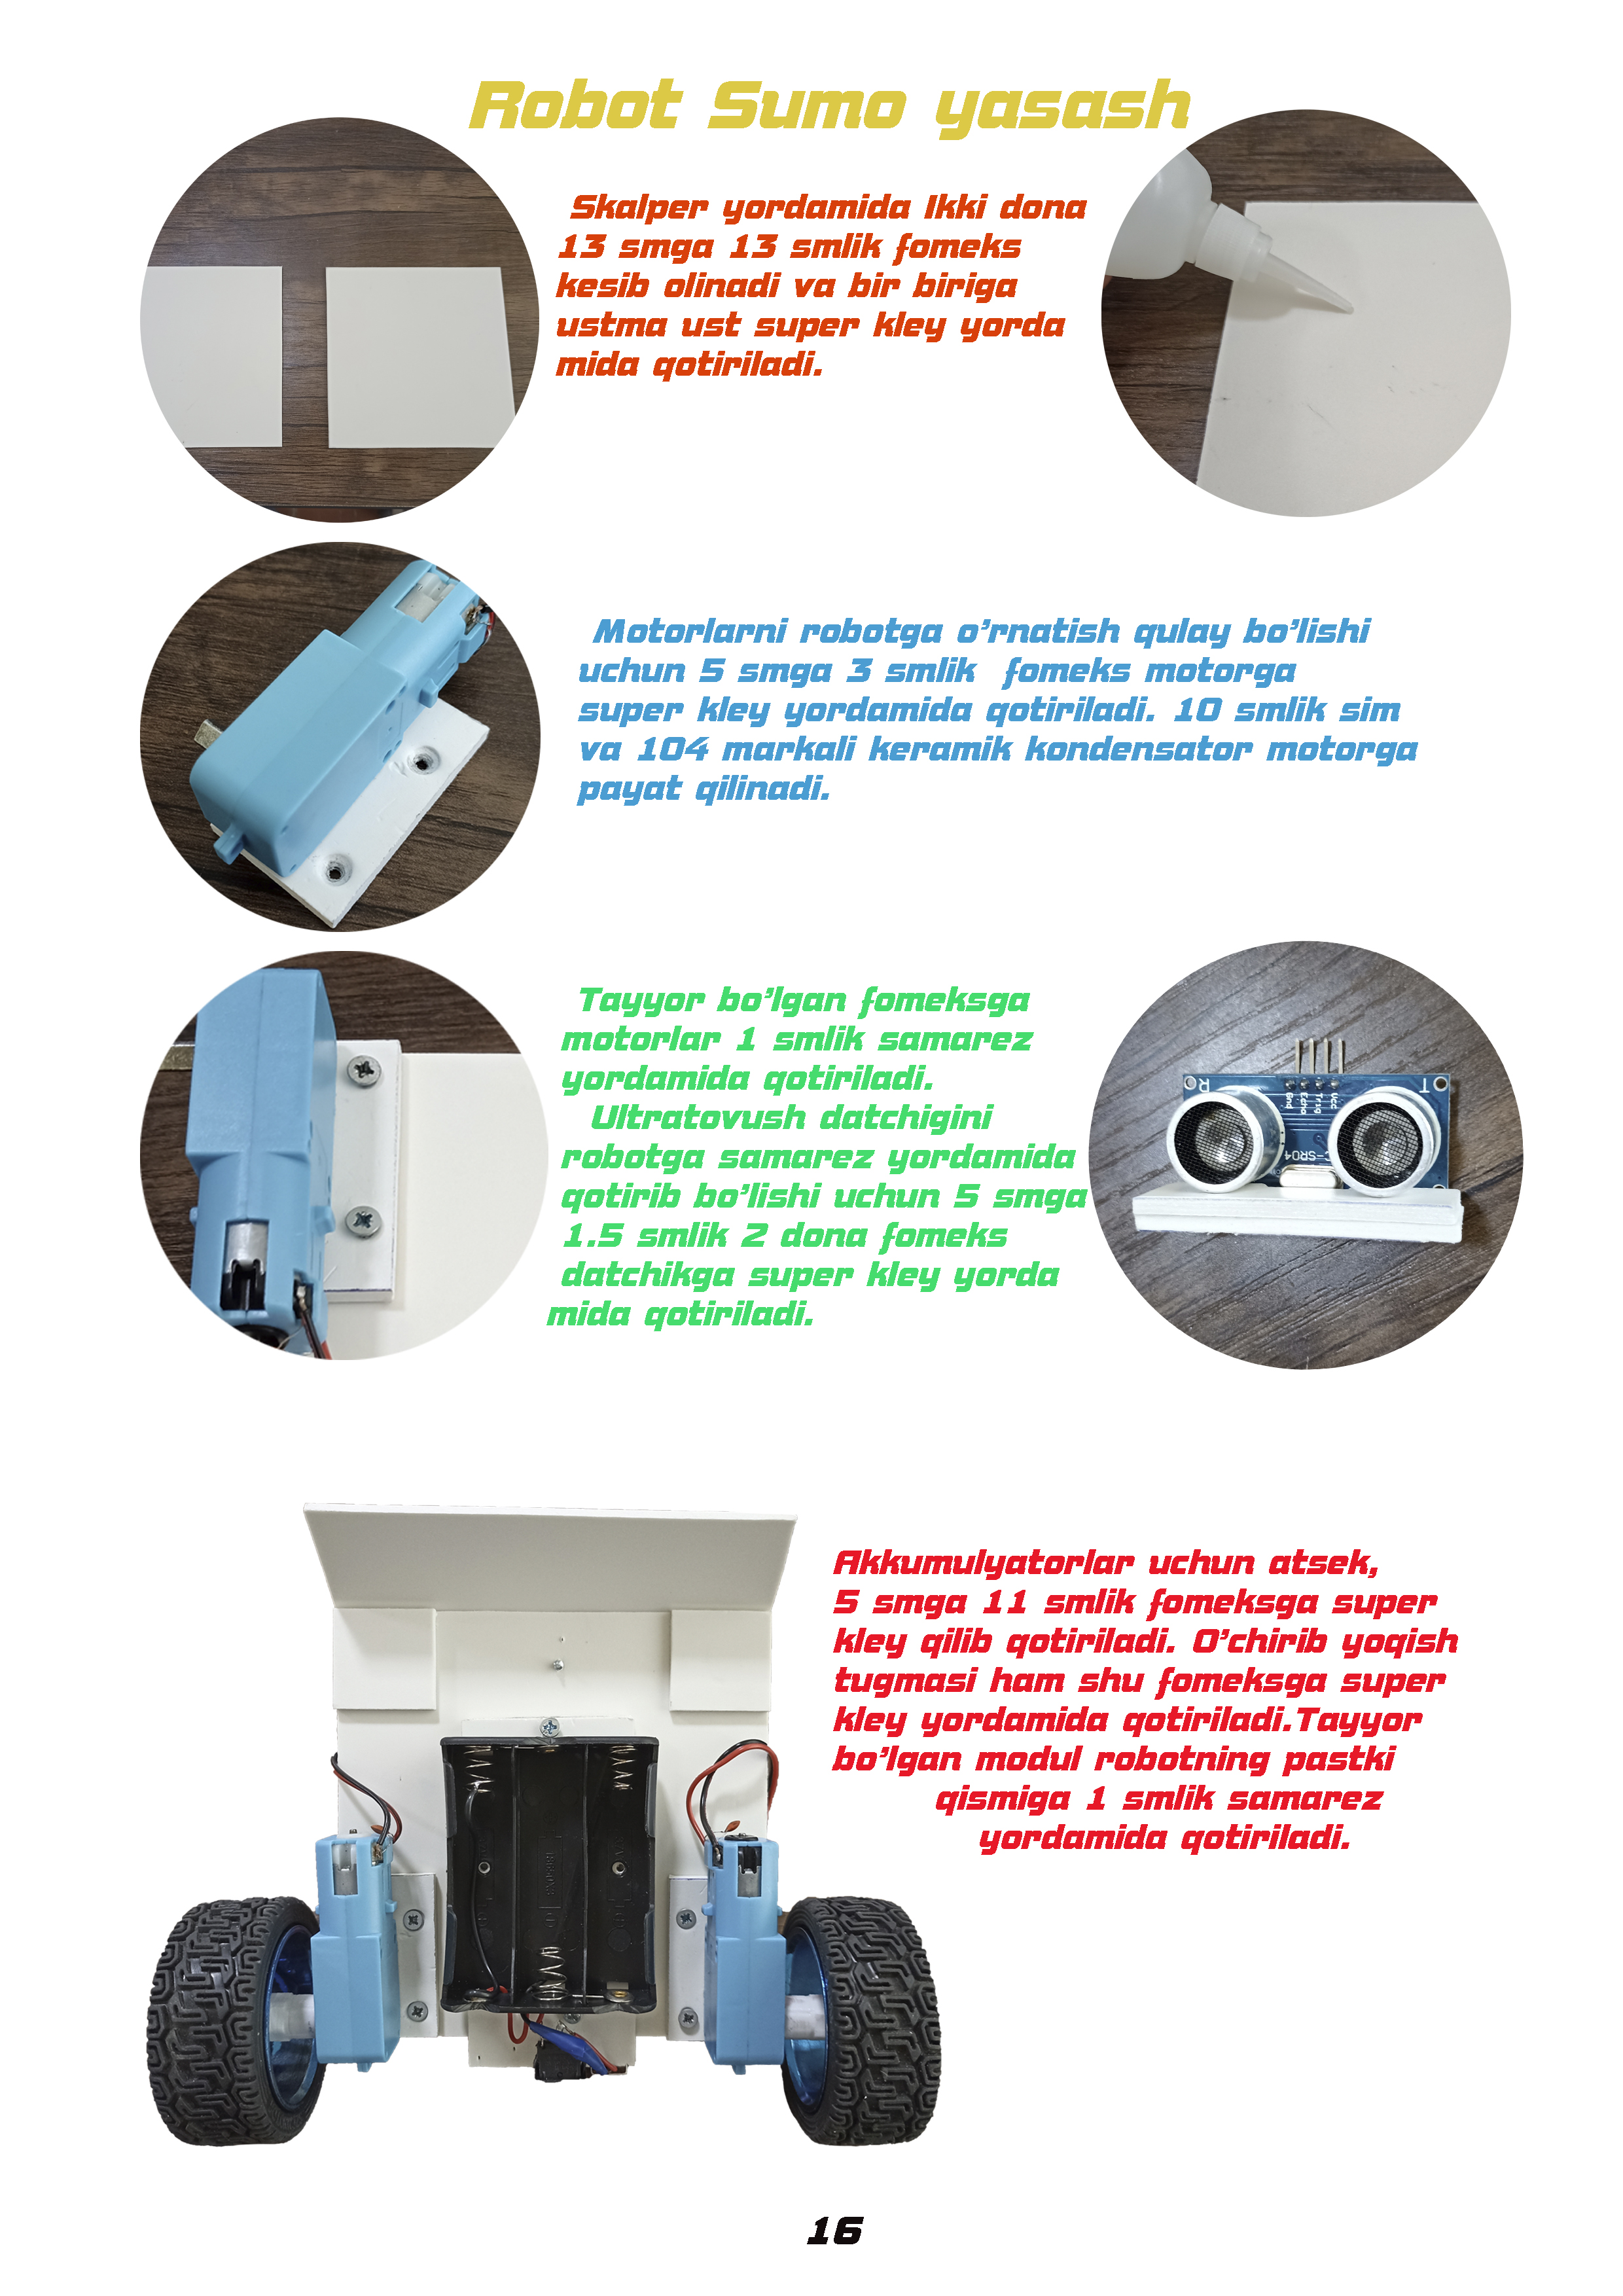 Robot Sumo yasash
Skalper yordamida Ikki dona
13 smga 13 smlik fomeks
kesib olinadi va bir biriga
ustma ust super kley yorda
mida qotiriladi.
Motorlarni robotga o'rnatish qulay bo'lishi
uchun 5 smga 3 smlik fomeks motorga
super kley yordamida qotiriladi. 10 smlik sim
va 104 markali keramik kondensator motorga
payat qilinadi.
Tayyor bo'lgan fomeksga
motorlar 1 smlik samarez
yordamida qotiriladi.
Ultratovush datchigini
robotga samarez yordamida
qotirib bo'lishi uchun 5 smga
1.5 smlik 2 dona fomeks
datchikga super kley yorda
mida qotiriladi.
R
T
Gnd
Echo
Trig
Vcc
C-SR04
Akkumulyatorlar uchun atsek,
5 smga 11 smlik fomeksga super
kley qilib qotiriladi. O'chirib yoqish
tugmasi ham shu fomeksga super
kley yordamida qotiriladi.Tayyor
bo'lgan modul robotning pastki
qismiga 1 smlik samarez
yordamida qotiriladi.
16